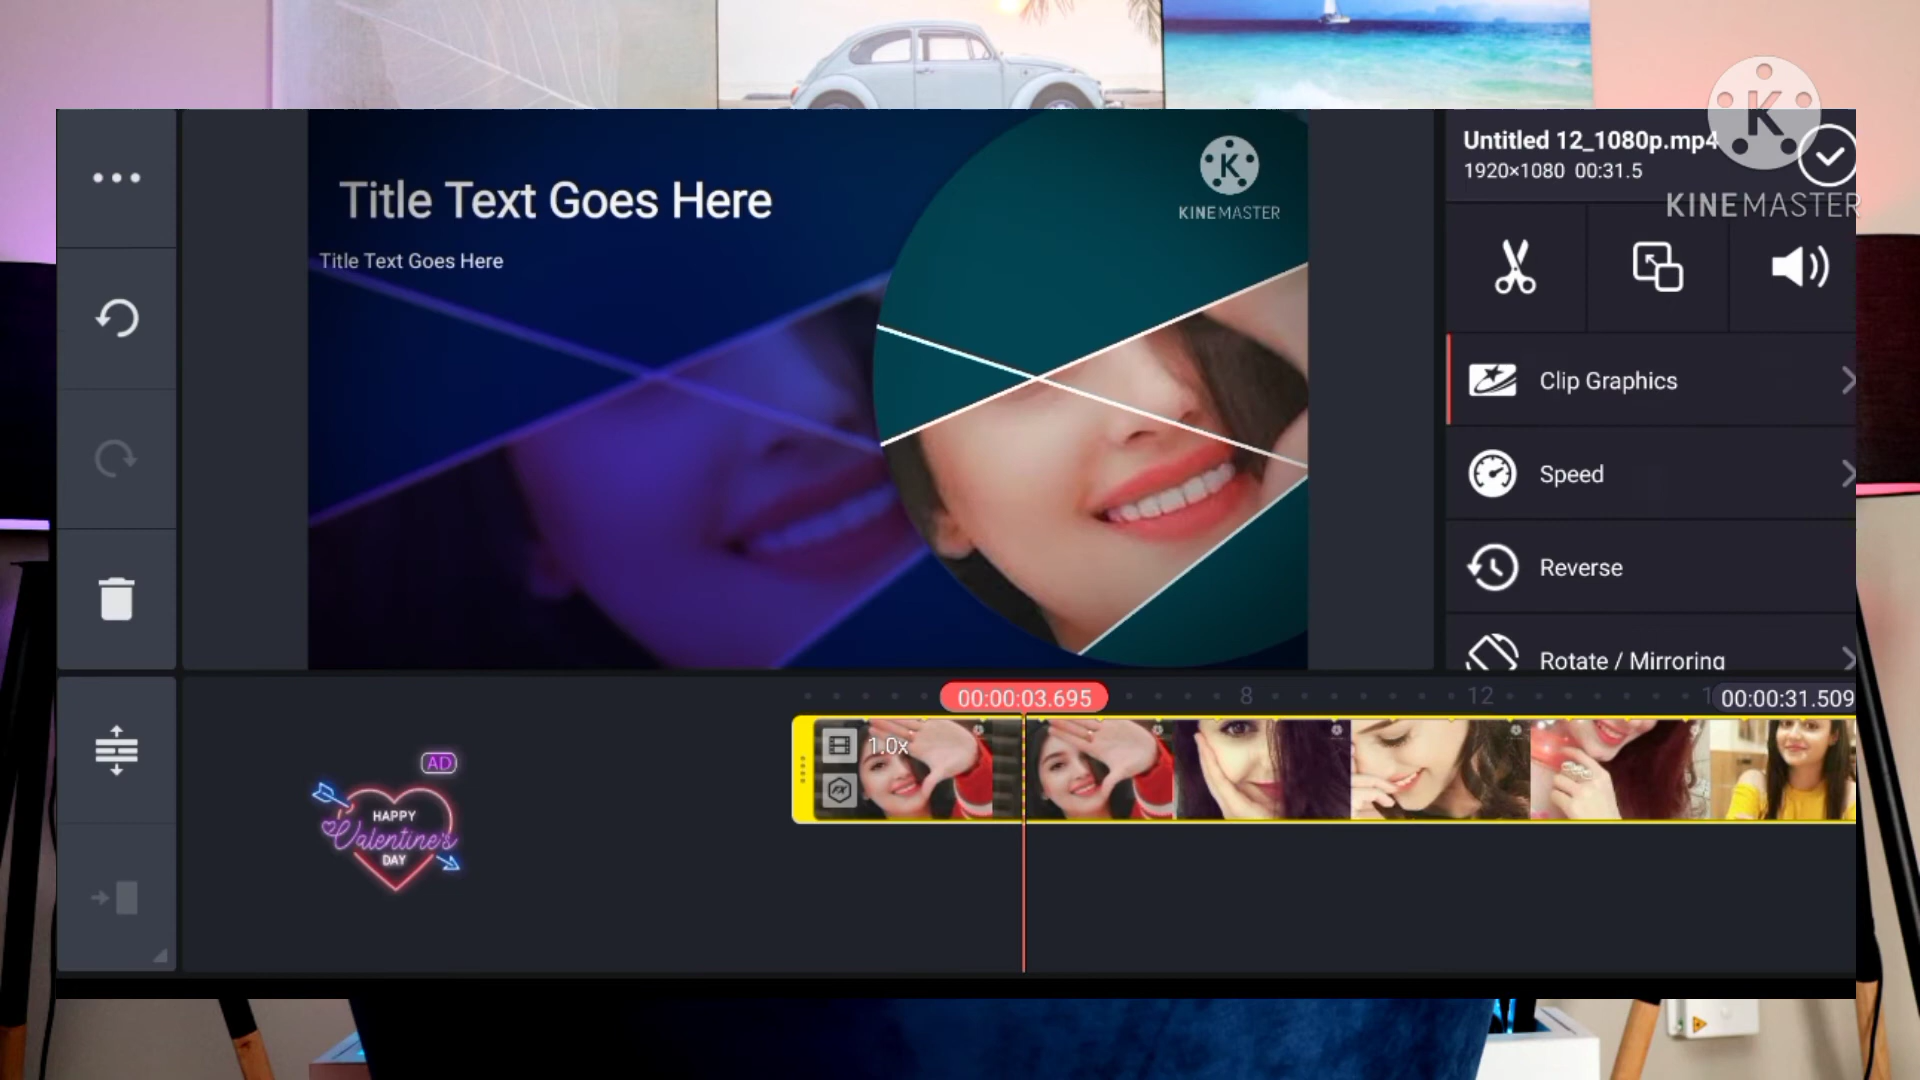 Title Text Goes Here
Title Text Goes Here
K
KINEMASTER
Untitled 12_1080p.mp4
1920×1080 00:31.5
K
KINEMASTER
Clip Graphics
Speed
Reverse
Rotate / Mirroring
00:00:03.695
8
12
00:00:31.509
1.0x
FX
AD
HAPPY
Valentine's
DAY